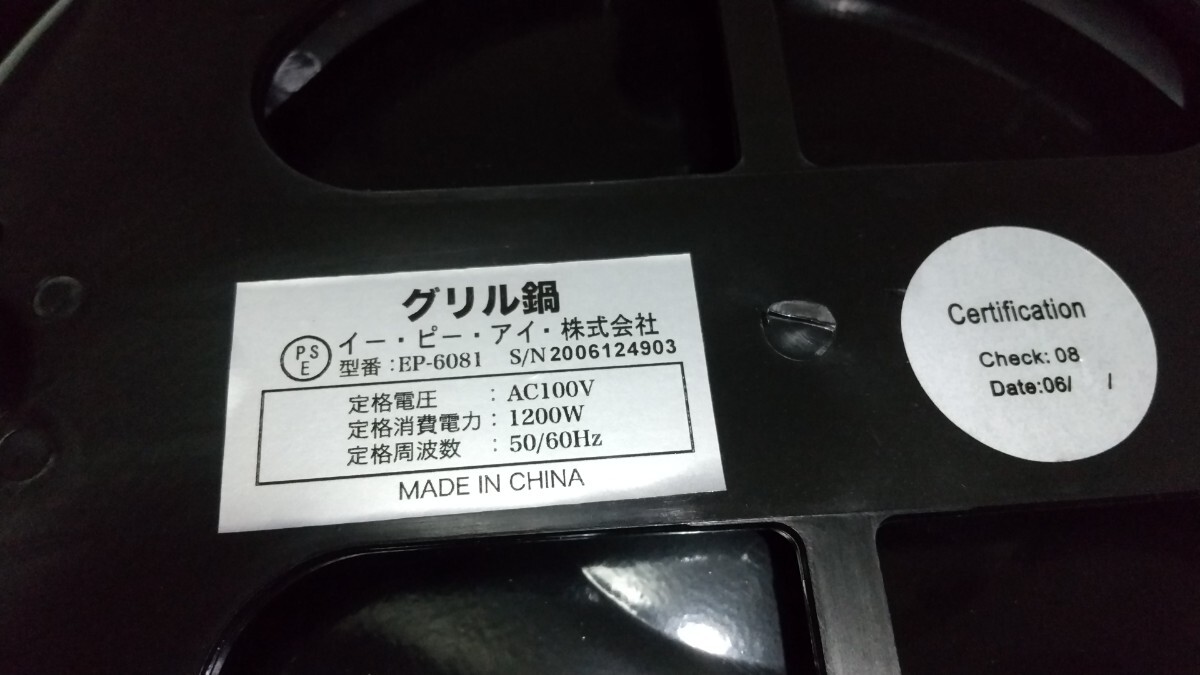 グリル鍋
PS
E
イー・ピー・アイ・株式会社
型番:EP-6081 S/N 2006124903
定格電圧 : AC100V
定格消費電力 : 1200W
定格周波数 : 50/60Hz
MADE IN CHINA
Certification
Check: 08
Date:06/ /